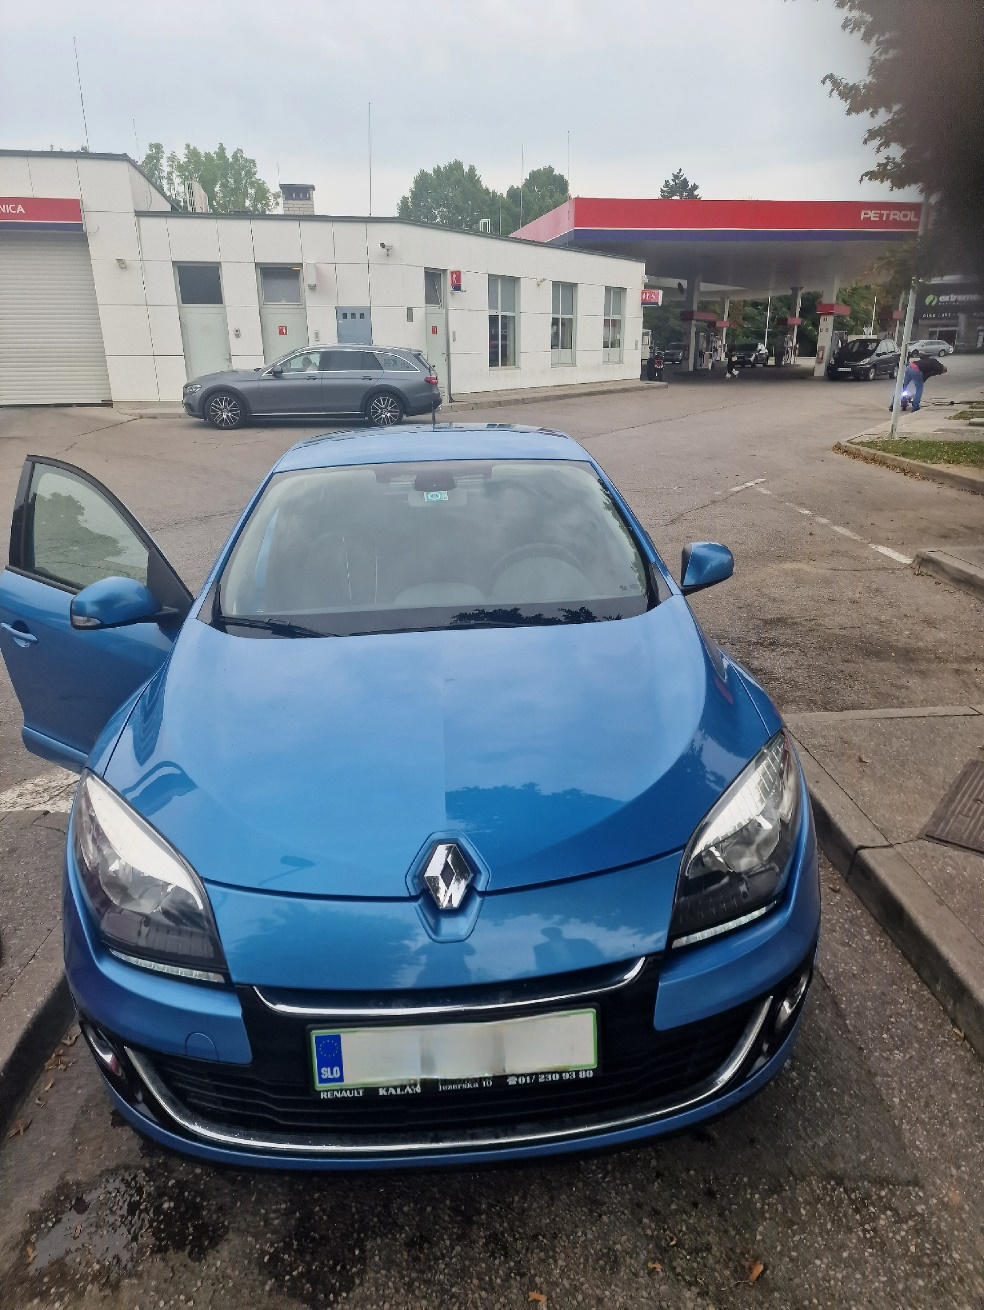 NICA
PETROL
extreme
SLO
RENAULT KALAN Jezerska 10 ☎01/ 230 93 80